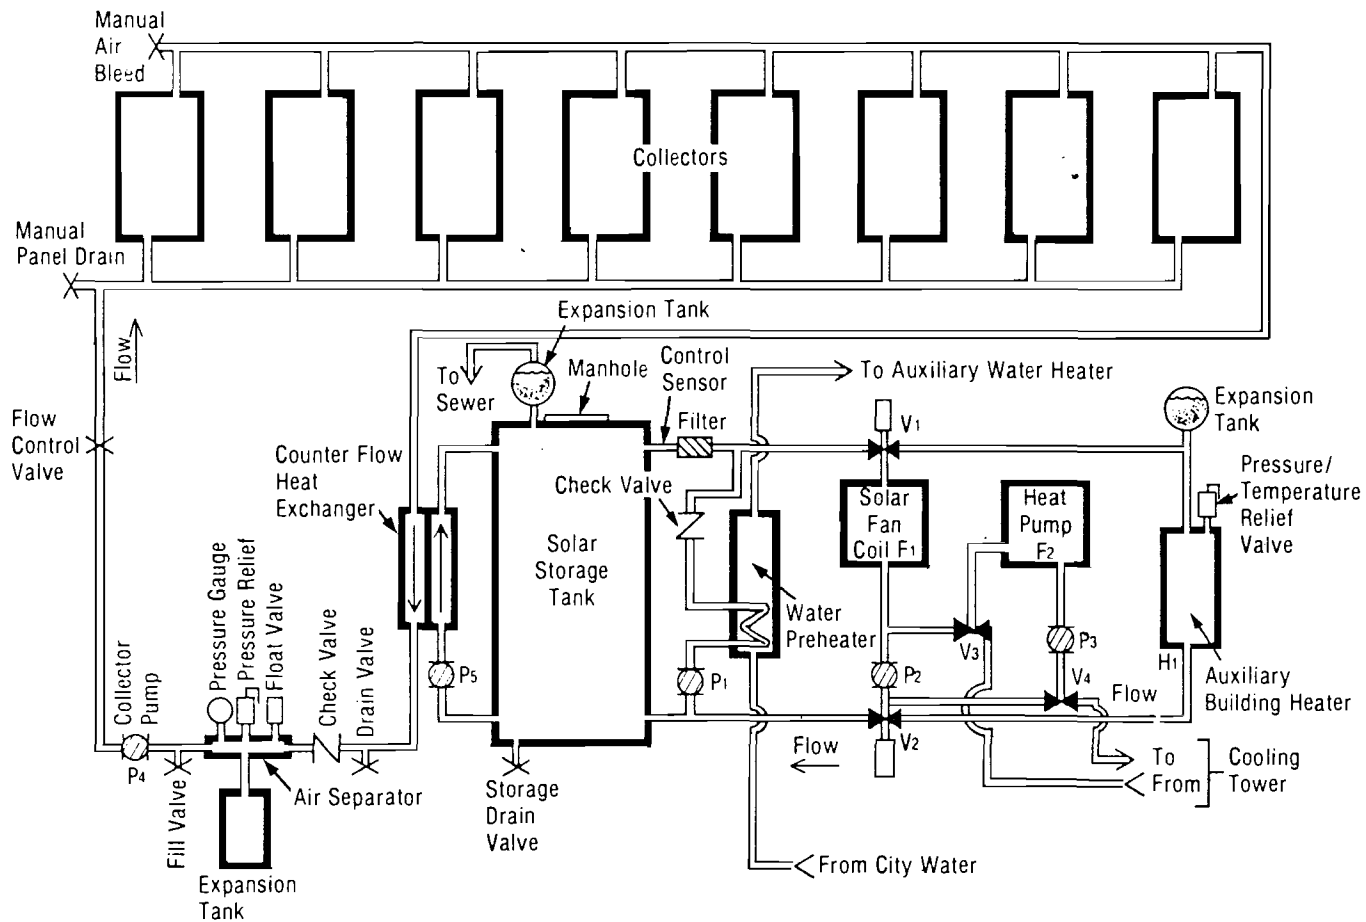 Manual
Air
Bleed
Collectors
Manual
Panel Drain
Flow
Expansion Tank
To
Sewer
Manhole
Control
Sensor
Filter
To Auxiliary Water Heater
V1
Expansion
Tank
Flow
Control
Valve
Counter Flow
Heat
Exchanger
Check Valve
Solar
Fan
Coil F1
Heat
Pump
F2
Pressure/
Temperature
Relief
Valve
Solar
Storage
Tank
Water
Preheater
Pressure Gauge
Pressure Relief
Float Valve
Check Valve
Drain Valve
Collector
Pump
P4
P5
P1
P2
V3
P3
V4
H1
Auxiliary
Building Heater
Flow
V2
Flow
To
From
Cooling
Tower
Fill Valve
Air Separator
Storage
Drain
Valve
Expansion
Tank
From City Water